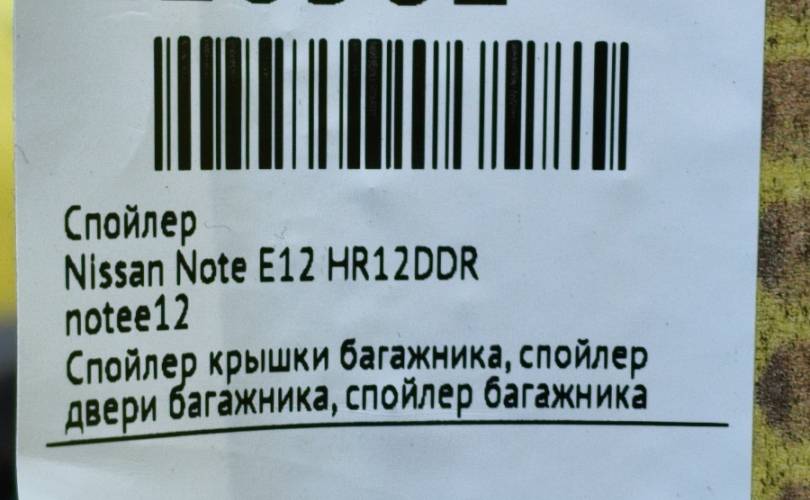 Спойлер
Nissan Note E12 HR12DDR
notee12
Спойлер крышки багажника, спойлер
двери багажника, спойлер багажника